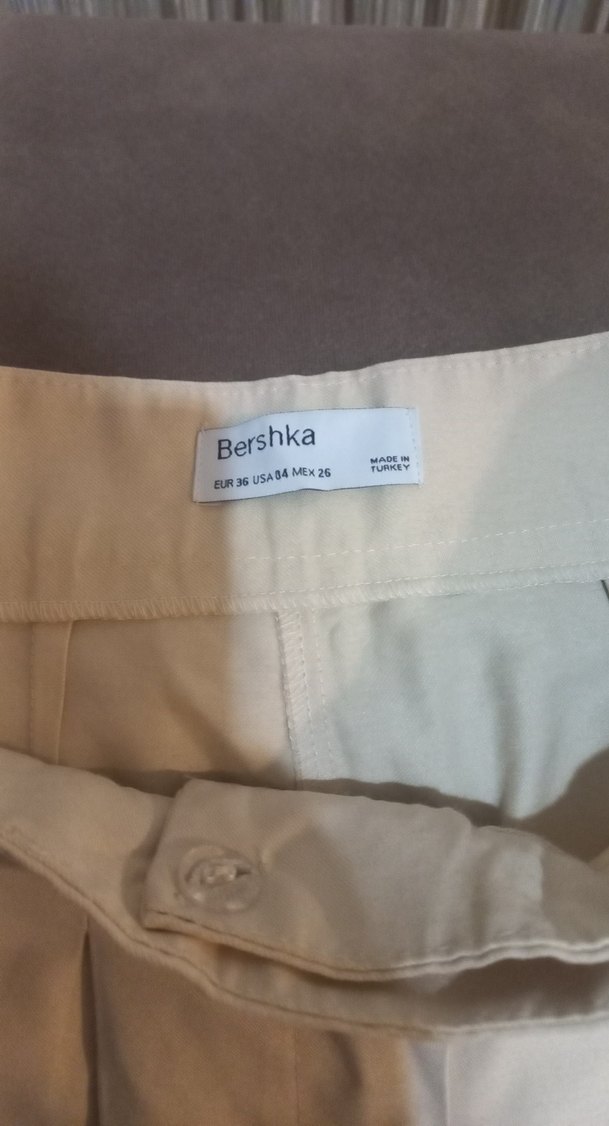 Bershka
EUR 36 USA 04 MEX 26
MADE IN
TURKEY